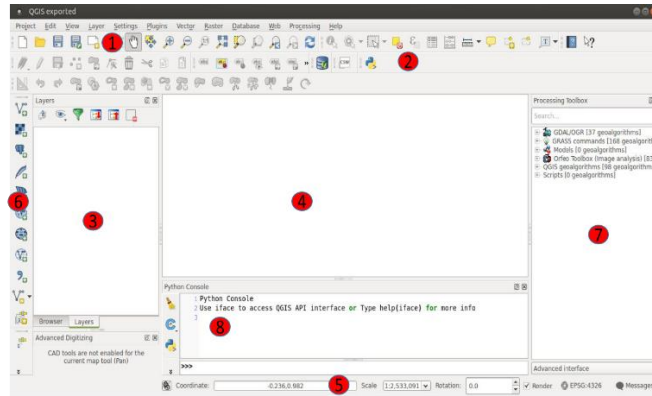 QGIS exported
Project Edit View Layer Settings Plugins Vector Raster Database Web Processing Help
1
2
CSW
Layers
Processing Toolbox
Search...
GDAL/OGR [37 geoalgorithms]
GRASS commands [168 geoalgorit
Models [0 geoalgorithms]
Orfeo Toolbox (Image analysis) [83
QGIS geoalgorithms [98 geoalgorithm
Scripts [0 geoalgorithms]
6
3
4
7
Python Console
1 Python Console
2 Use iface to access QGIS API interface or Type help(iface) for more info
3
8
>>>
Browser Layers
Advanced Digitizing
CAD tools are not enabled for the
current map tool (Pan)
Advanced interface
Coordinate: -0.236,0.982 5 Scale 1:2,533,091 Rotation: 0.0 Render EPSG:4326 Messages